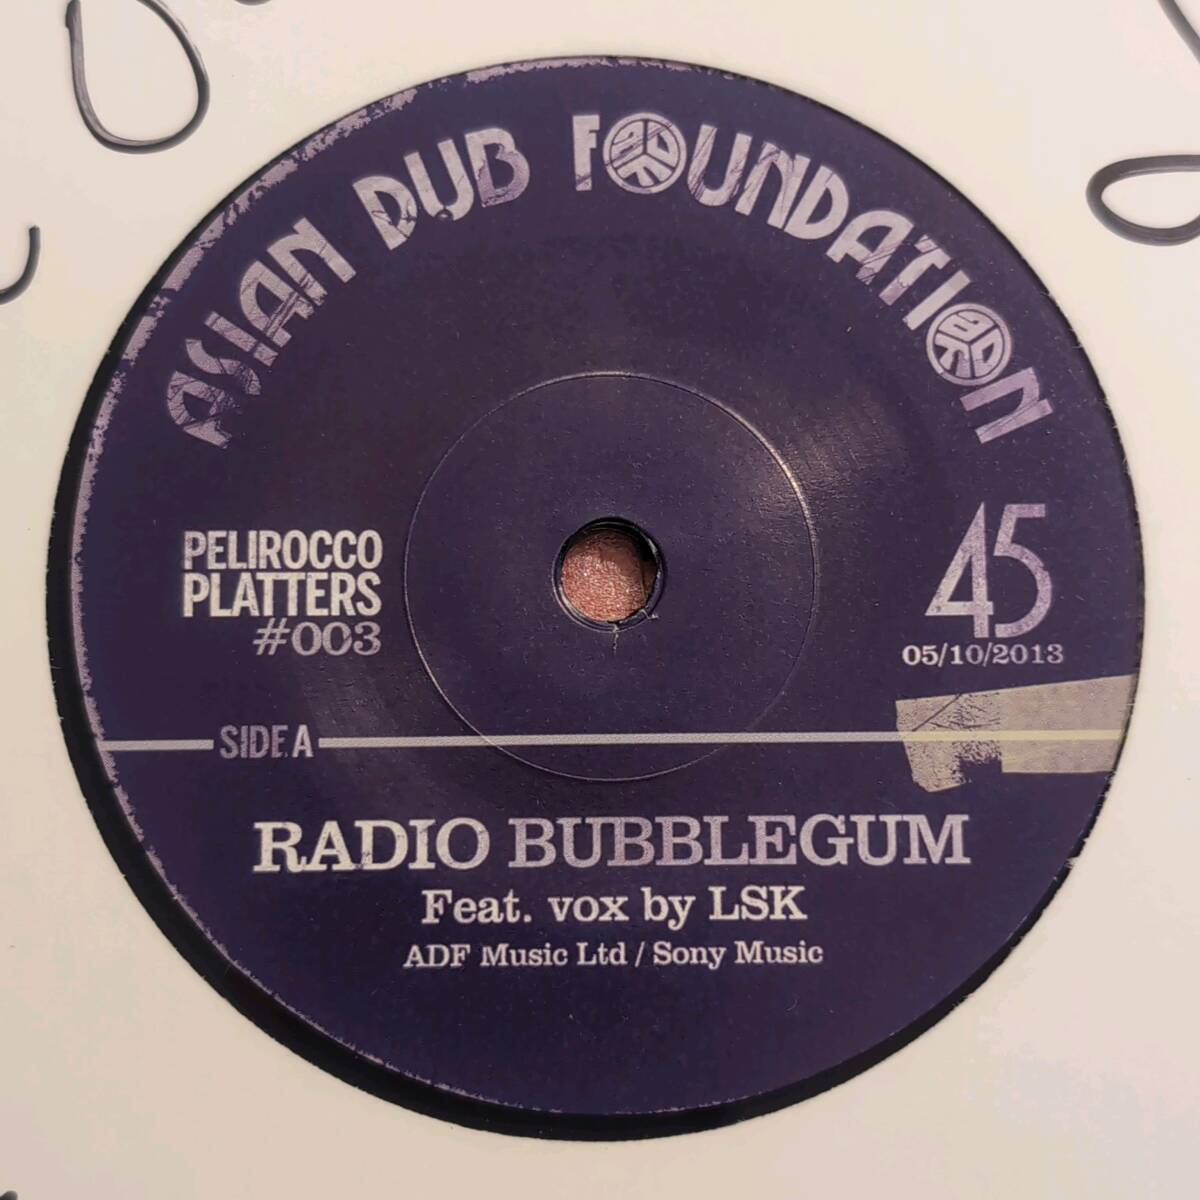 ASIAN DUB FOUNDATION
PELIROCCO
PLATTERS
#003
45
05/10/2013
SIDE A
RADIO BUBBLEGUM
Feat. vox by LSK
ADF Music Ltd / Sony Music